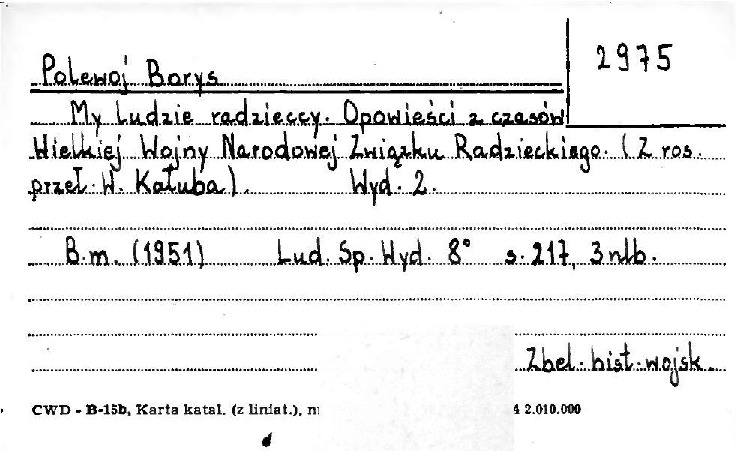 2975
Polewoj Borys
My ludzie radzieccy. Opowieści z czasów
Wielkiej Wojny Narodowej Związku Radzieckiego. (Z ros.
przeł. W. Kałuba). Wyd. 2.
B.m. (1951) Lud. Sp. Wyd. 8° s. 217, 3 nlb.
Zbel. hist. wojsk.
CWD - B-15b, Karta katal. (z liniat.), 2.010.000